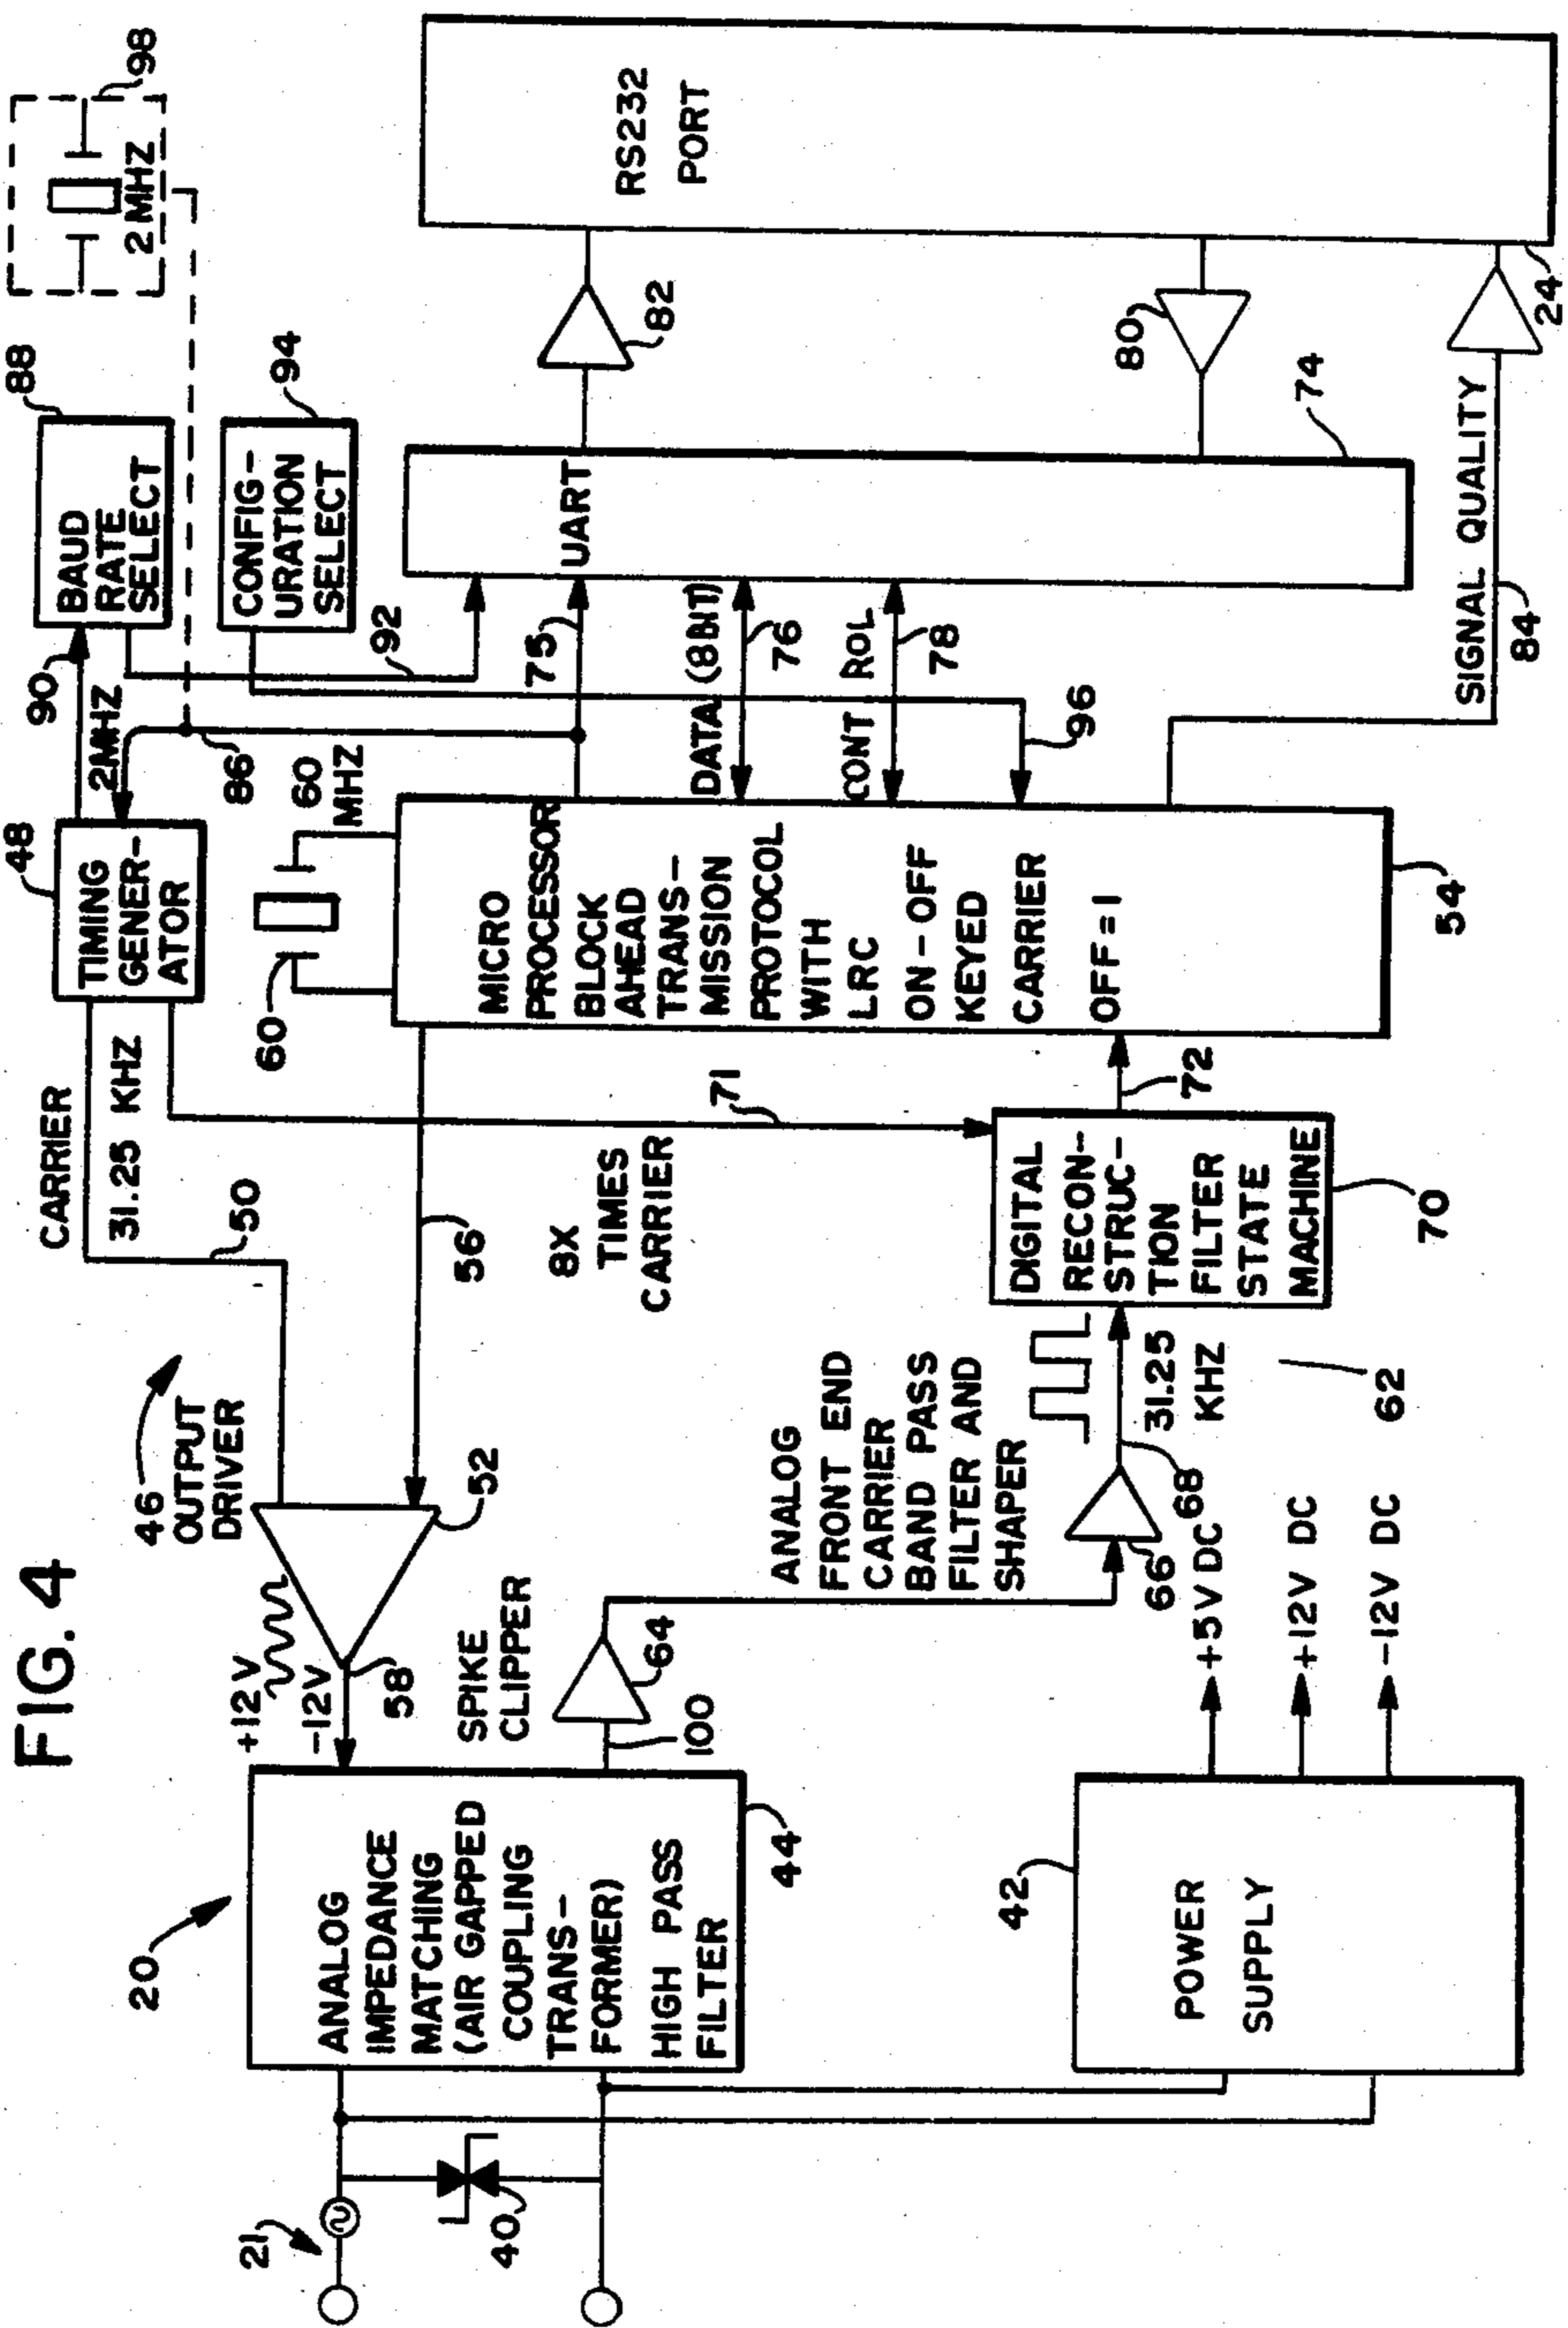 FIG. 4
20
21
40
ANALOG
IMPEDANCE
MATCHING
(AIR GAPPED
COUPLING
TRANS-
FORMER)
HIGH PASS
FILTER
44
42
POWER
SUPPLY
+5V DC
+12V DC
-12V DC
+12V
-12V
58
SPIKE
CLIPPER
64
100
46
OUTPUT
DRIVER
52
50
CARRIER
31.25 KHZ
56
8X
TIMES
CARRIER
71
ANALOG
FRONT END
CARRIER
BAND PASS
FILTER AND
SHAPER
66
68
31.25
KHZ
62
DIGITAL
RECON-
STRUC-
TION
FILTER
STATE
MACHINE
70
72
48
TIMING
GENER-
ATOR
60
60
MHZ
MICRO
PROCESSOR
BLOCK
AHEAD
TRANS-
MISSION
PROTOCOL
WITH
LRC
ON-OFF
KEYED
CARRIER
OFF=1
54
90
2MHZ
86
88
BAUD
RATE
SELECT
94
CONFIG-
URATION
SELECT
92
75
DATA (8BIT)
76
CONT ROL
78
96
UART
74
SIGNAL QUALITY
84
98
2 MHZ
82
80
RS232
PORT
24